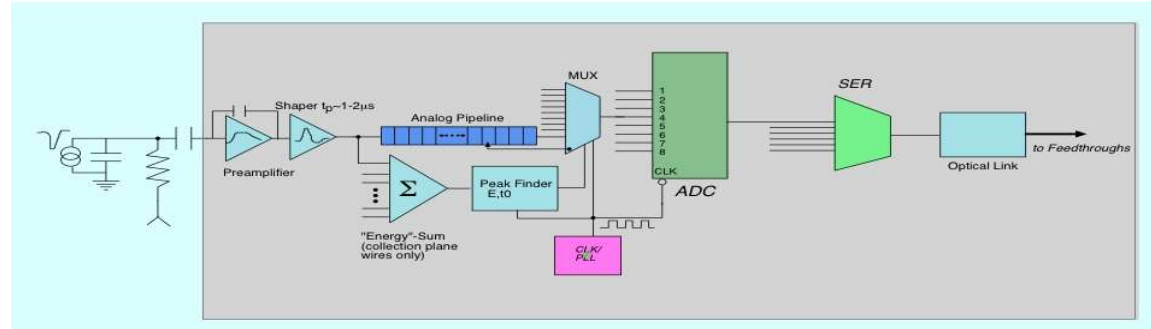 Shaper tp~1-2μs
Preamplifier
Analog Pipeline
MUX
Σ
"Energy"-Sum
(collection plane
wires only)
Peak Finder
E,t0
CLK/
PLL
1
2
3
4
5
6
7
8
CLK
ADC
SER
Optical Link
to Feedthroughs